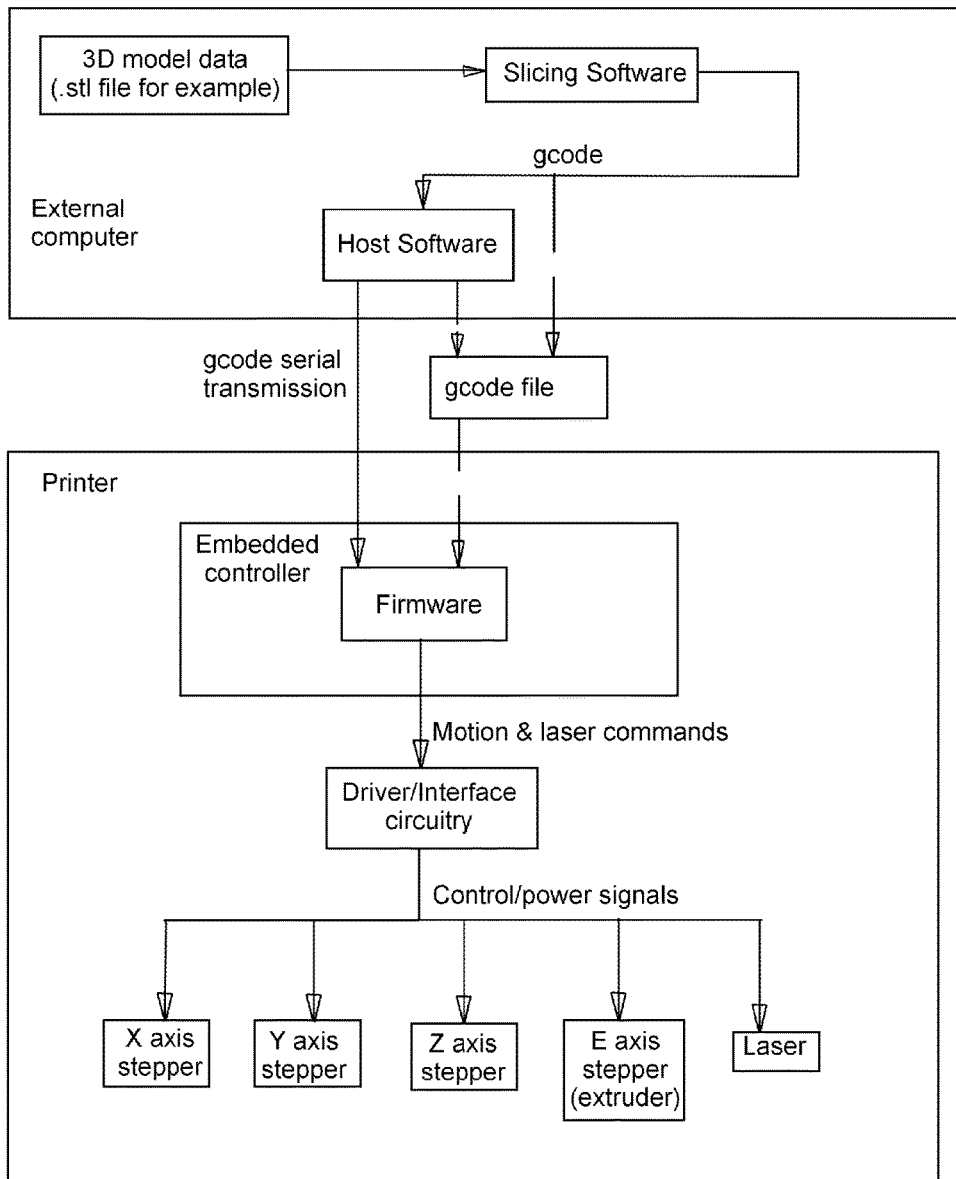 3D model data
(.stl file for example)
Slicing Software
gcode
External
computer
Host Software
gcode serial
transmission
gcode file
Printer
Embedded
controller
Firmware
Motion & laser commands
Driver/Interface
circuitry
Control/power signals
X axis
stepper
Y axis
stepper
Z axis
stepper
E axis
stepper
(extruder)
Laser